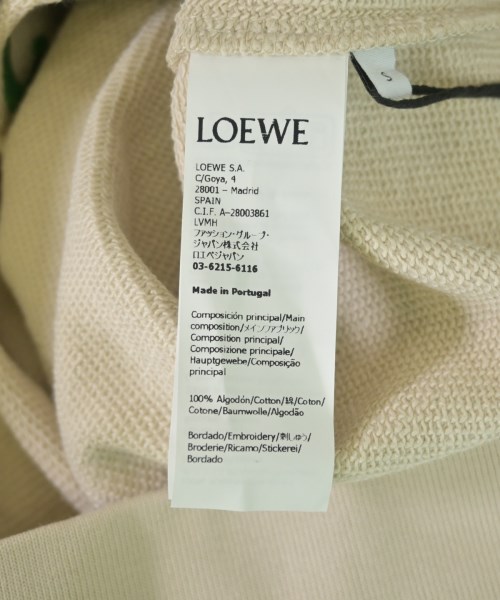 LOEWE
LOEWE S.A.
C/Goya, 4
28001 – Madrid
SPAIN
C.I.F. A–28003861
LVMH
ファッション・グループ・
ジャパン株式会社
ロエベジャパン
03-6215-6116
Made in Portugal
Composición principal/Main
composition/メインファブリック/
Composition principal/
Composizione principale/
Hauptgewebe/Composição
principal
100% Algodón/Cotton/綿/Coton/
Cotone/Baumwolle/Algodão
Bordado/Embroidery/刺しゅう/
Broderie/Ricamo/Stickerei/
Bordado
S